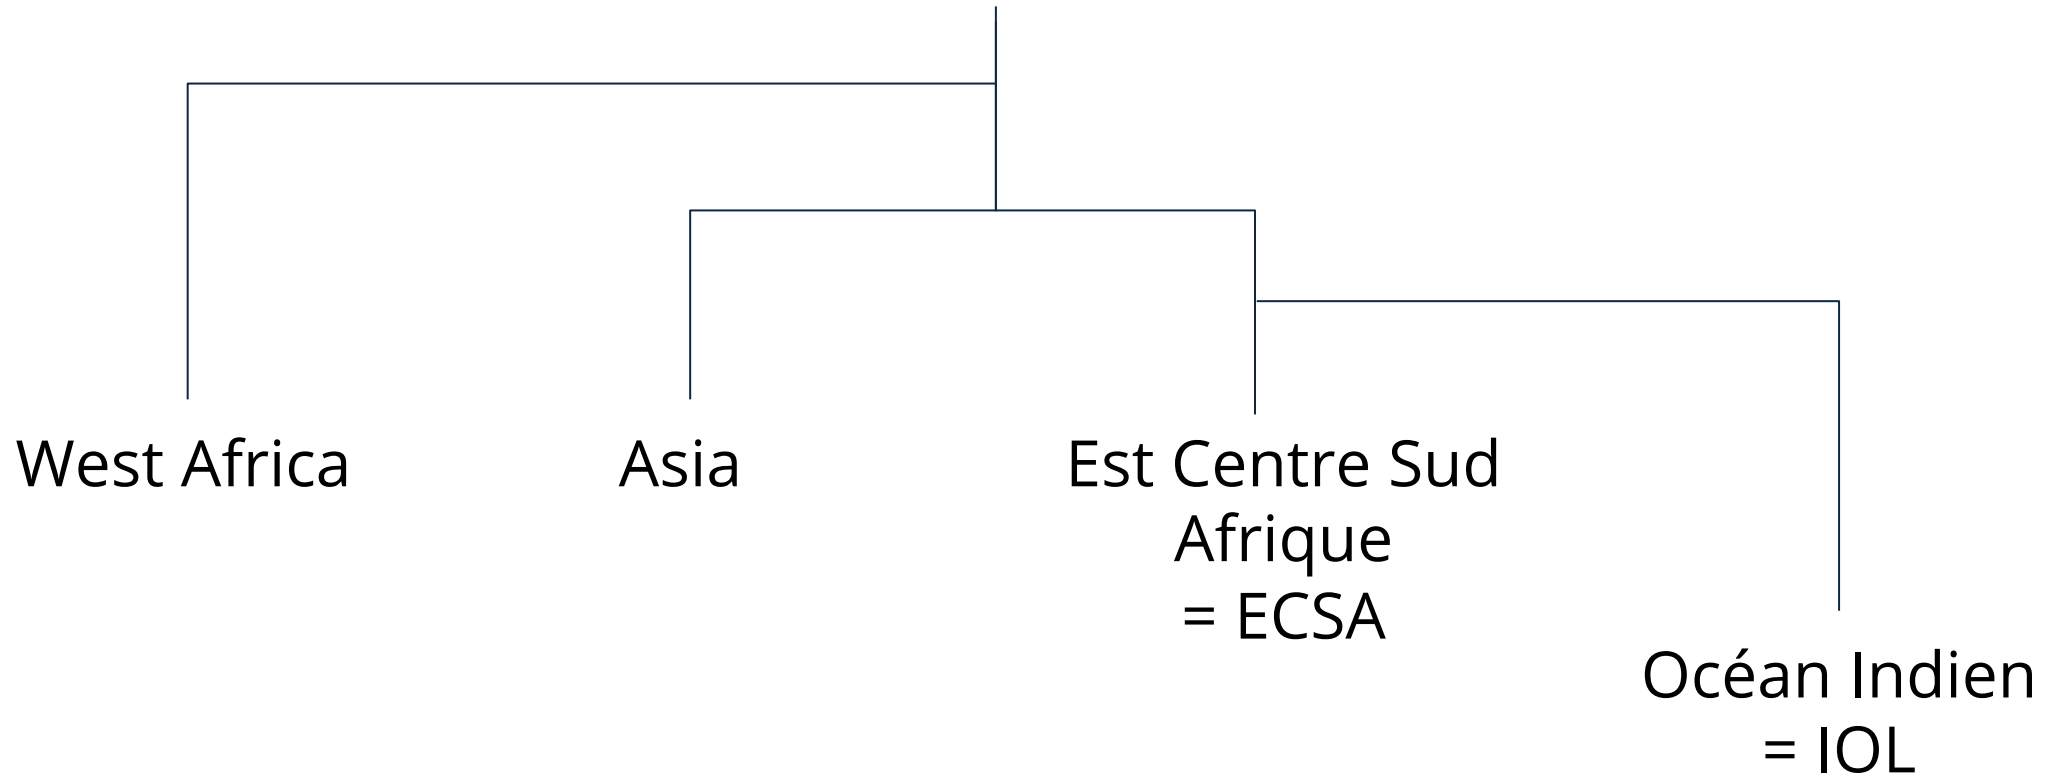 West Africa
Asia
Est Centre Sud
Afrique
= ECSA
Océan Indien
= IOL